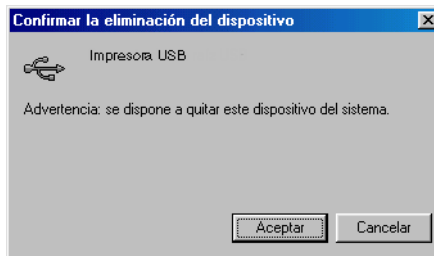 Confirmar la eliminación del dispositivo
Impresora USB
Advertencia: se dispone a quitar este dispositivo del sistema.
Aceptar
Cancelar